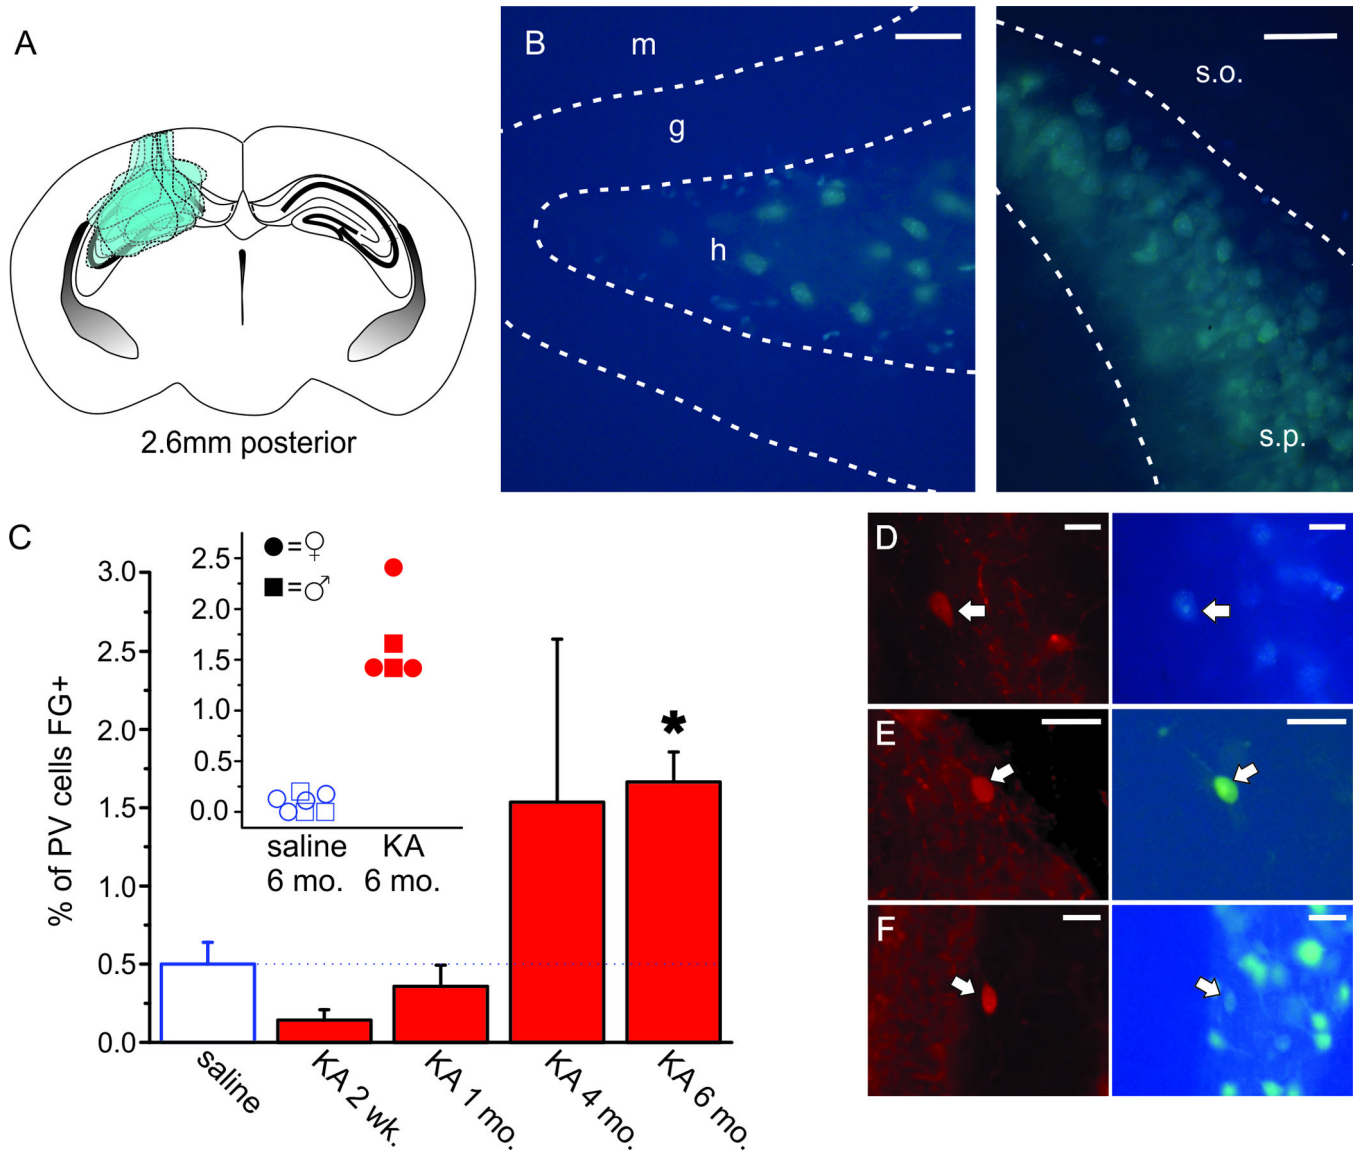 A
2.6mm posterior
B
m
g
h
s.o.
s.p.
C
% of PV cells FG+
3.0
2.5
2.0
1.5
1.0
0.5
0.0
saline
KA 2 wk.
KA 1 mo.
KA 4 mo.
KA 6 mo.
*
2.5
2.0
1.5
1.0
0.5
0.0
●=♀
■=♂
saline
6 mo.
KA
6 mo.
D
E
F